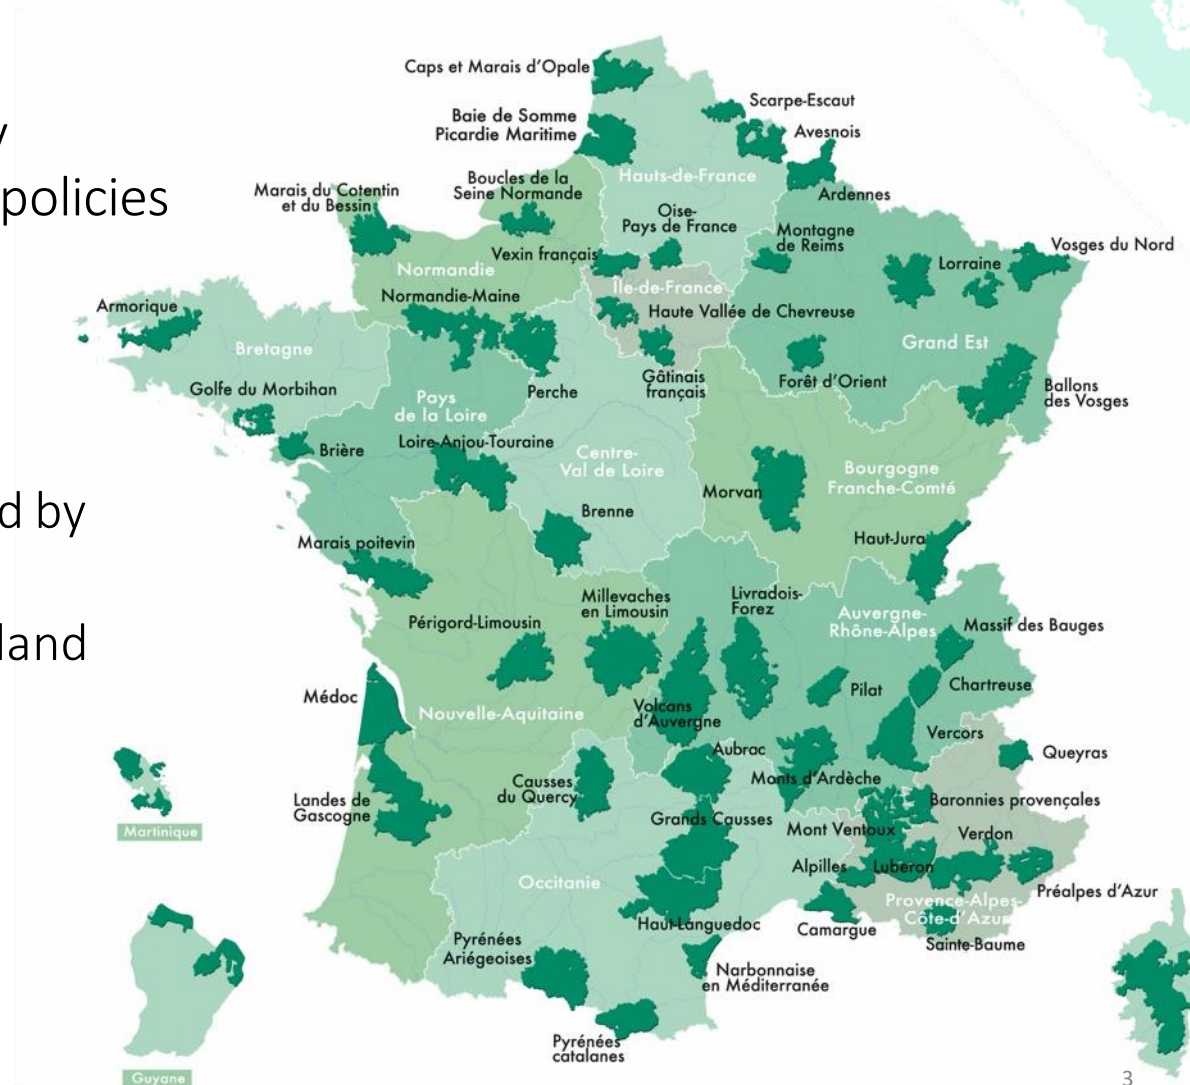 y
policies
d by
land
Caps et Marais d'Opale
Scarpe-Escaut
Baie de Somme
Picardie Maritime
Avesnois
Hauts-de-France
Ardennes
Boucles de la
Seine Normande
Marais du Cotentin
et du Bessin
Oise-
Pays de France
Montagne
de Reims
Vosges du Nord
Vexin français
Lorraine
Normandie
Île-de-France
Normandie-Maine
Haute Vallée de Chevreuse
Armorique
Bretagne
Grand Est
Golfe du Morbihan
Perche
Gâtinais
français
Forêt d'Orient
Ballons
des Vosges
Pays
de la Loire
Brière
Loire-Anjou-Touraine
Centre-
Val de Loire
Bourgogne
Franche-Comté
Morvan
Brenne
Haut-Jura
Marais poitevin
Millevaches
en Limousin
Livradois-
Forez
Auvergne-
Rhône-Alpes
Massif des Bauges
Périgord-Limousin
Médoc
Pilat
Chartreuse
Nouvelle-Aquitaine
Volcans
d'Auvergne
Vercors
Aubrac
Queyras
Causses
du Quercy
Monts d'Ardèche
Landes de
Gascogne
Baronnies provençales
Grands Causses
Mont Ventoux
Verdon
Martinique
Alpilles
Luberon
Occitanie
Préalpes d'Azur
Provence-Alpes-
Côte-d'Azur
Haut-Languedoc
Camargue
Sainte-Baume
Pyrénées
Ariégeoises
Narbonnaise
en Méditerranée
Pyrénées
catalanes
Guyane
3